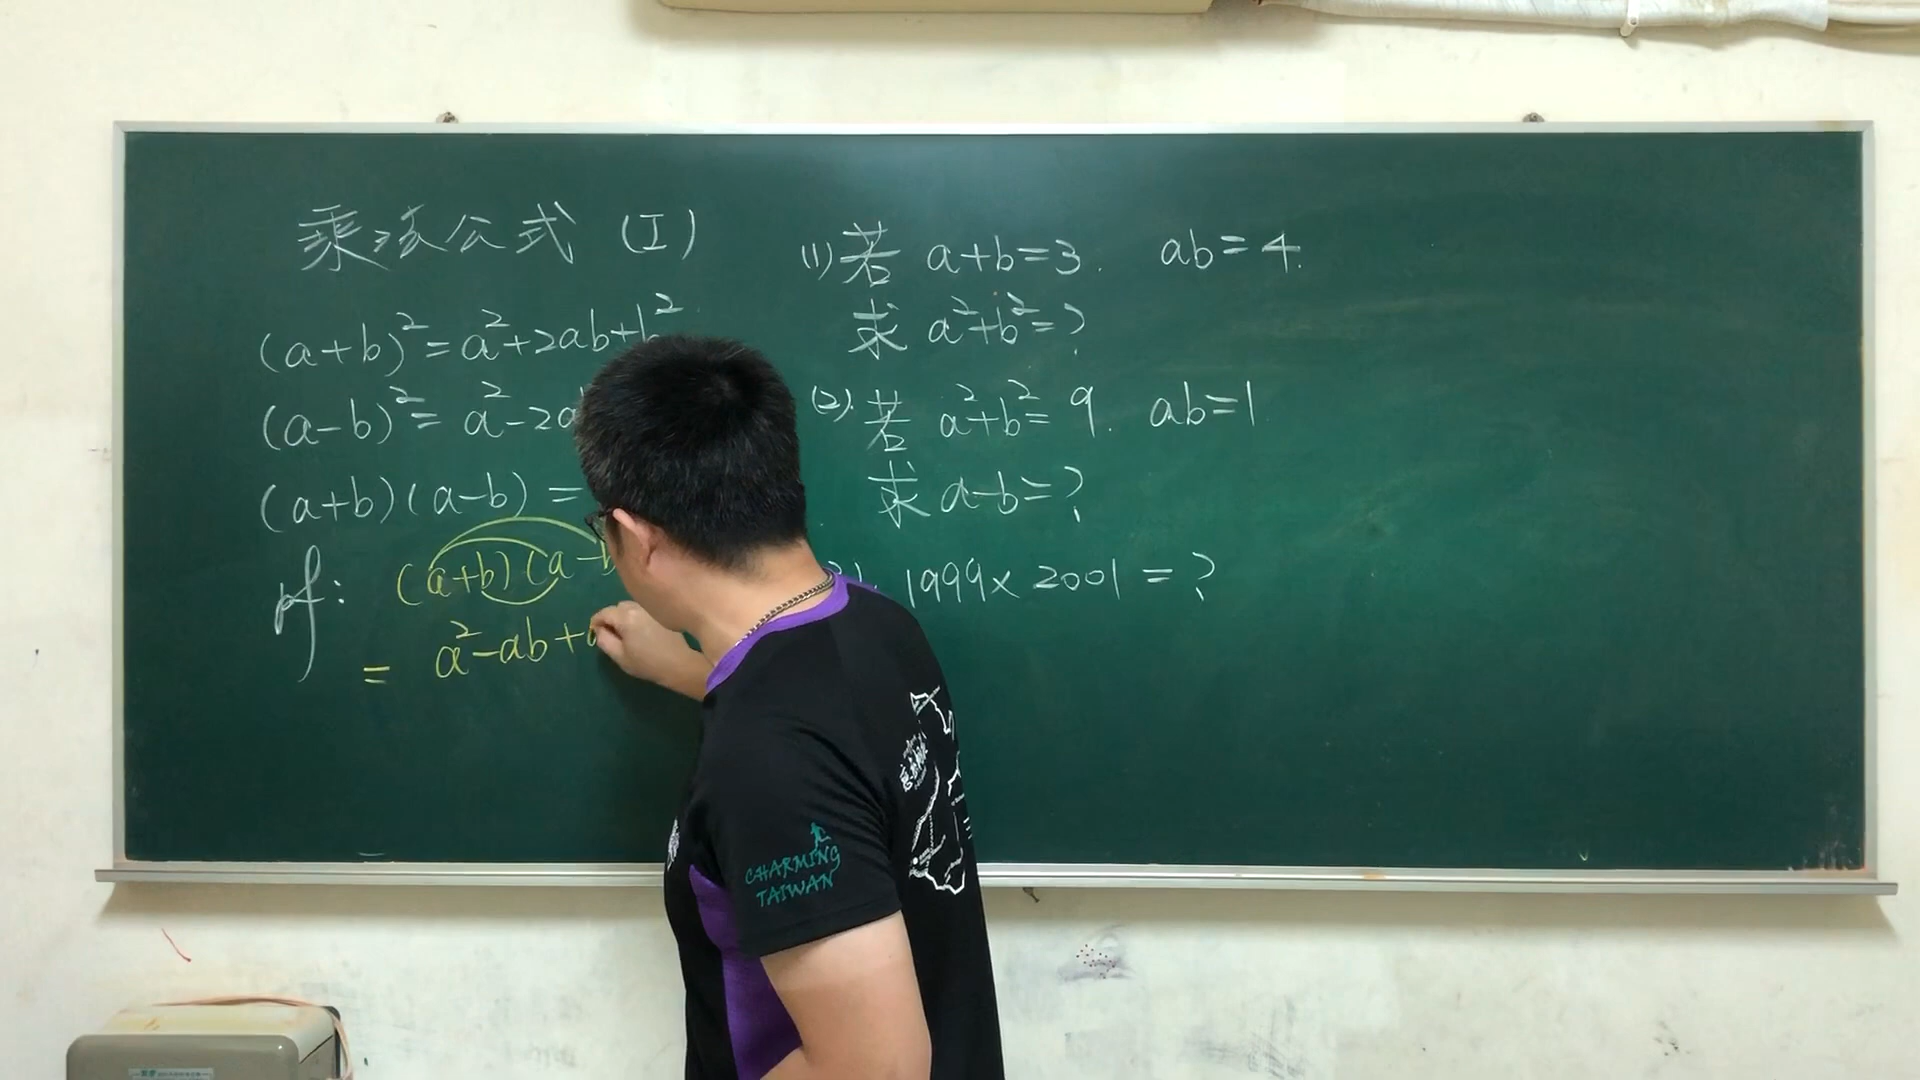 乘法公式 (I)
(a+b)²=a²+2ab+b²
(a-b)²= a²-2a
(a+b)(a-b) =
pf: (a+b)(a-b
= a²-ab+
(1) 若 a+b=3. ab=4.
求 a²+b²=?
(2). 若 a²+b²= 9. ab=1
求 a-b=?
1999×2001 = ?
CHARMING
TAIWAN